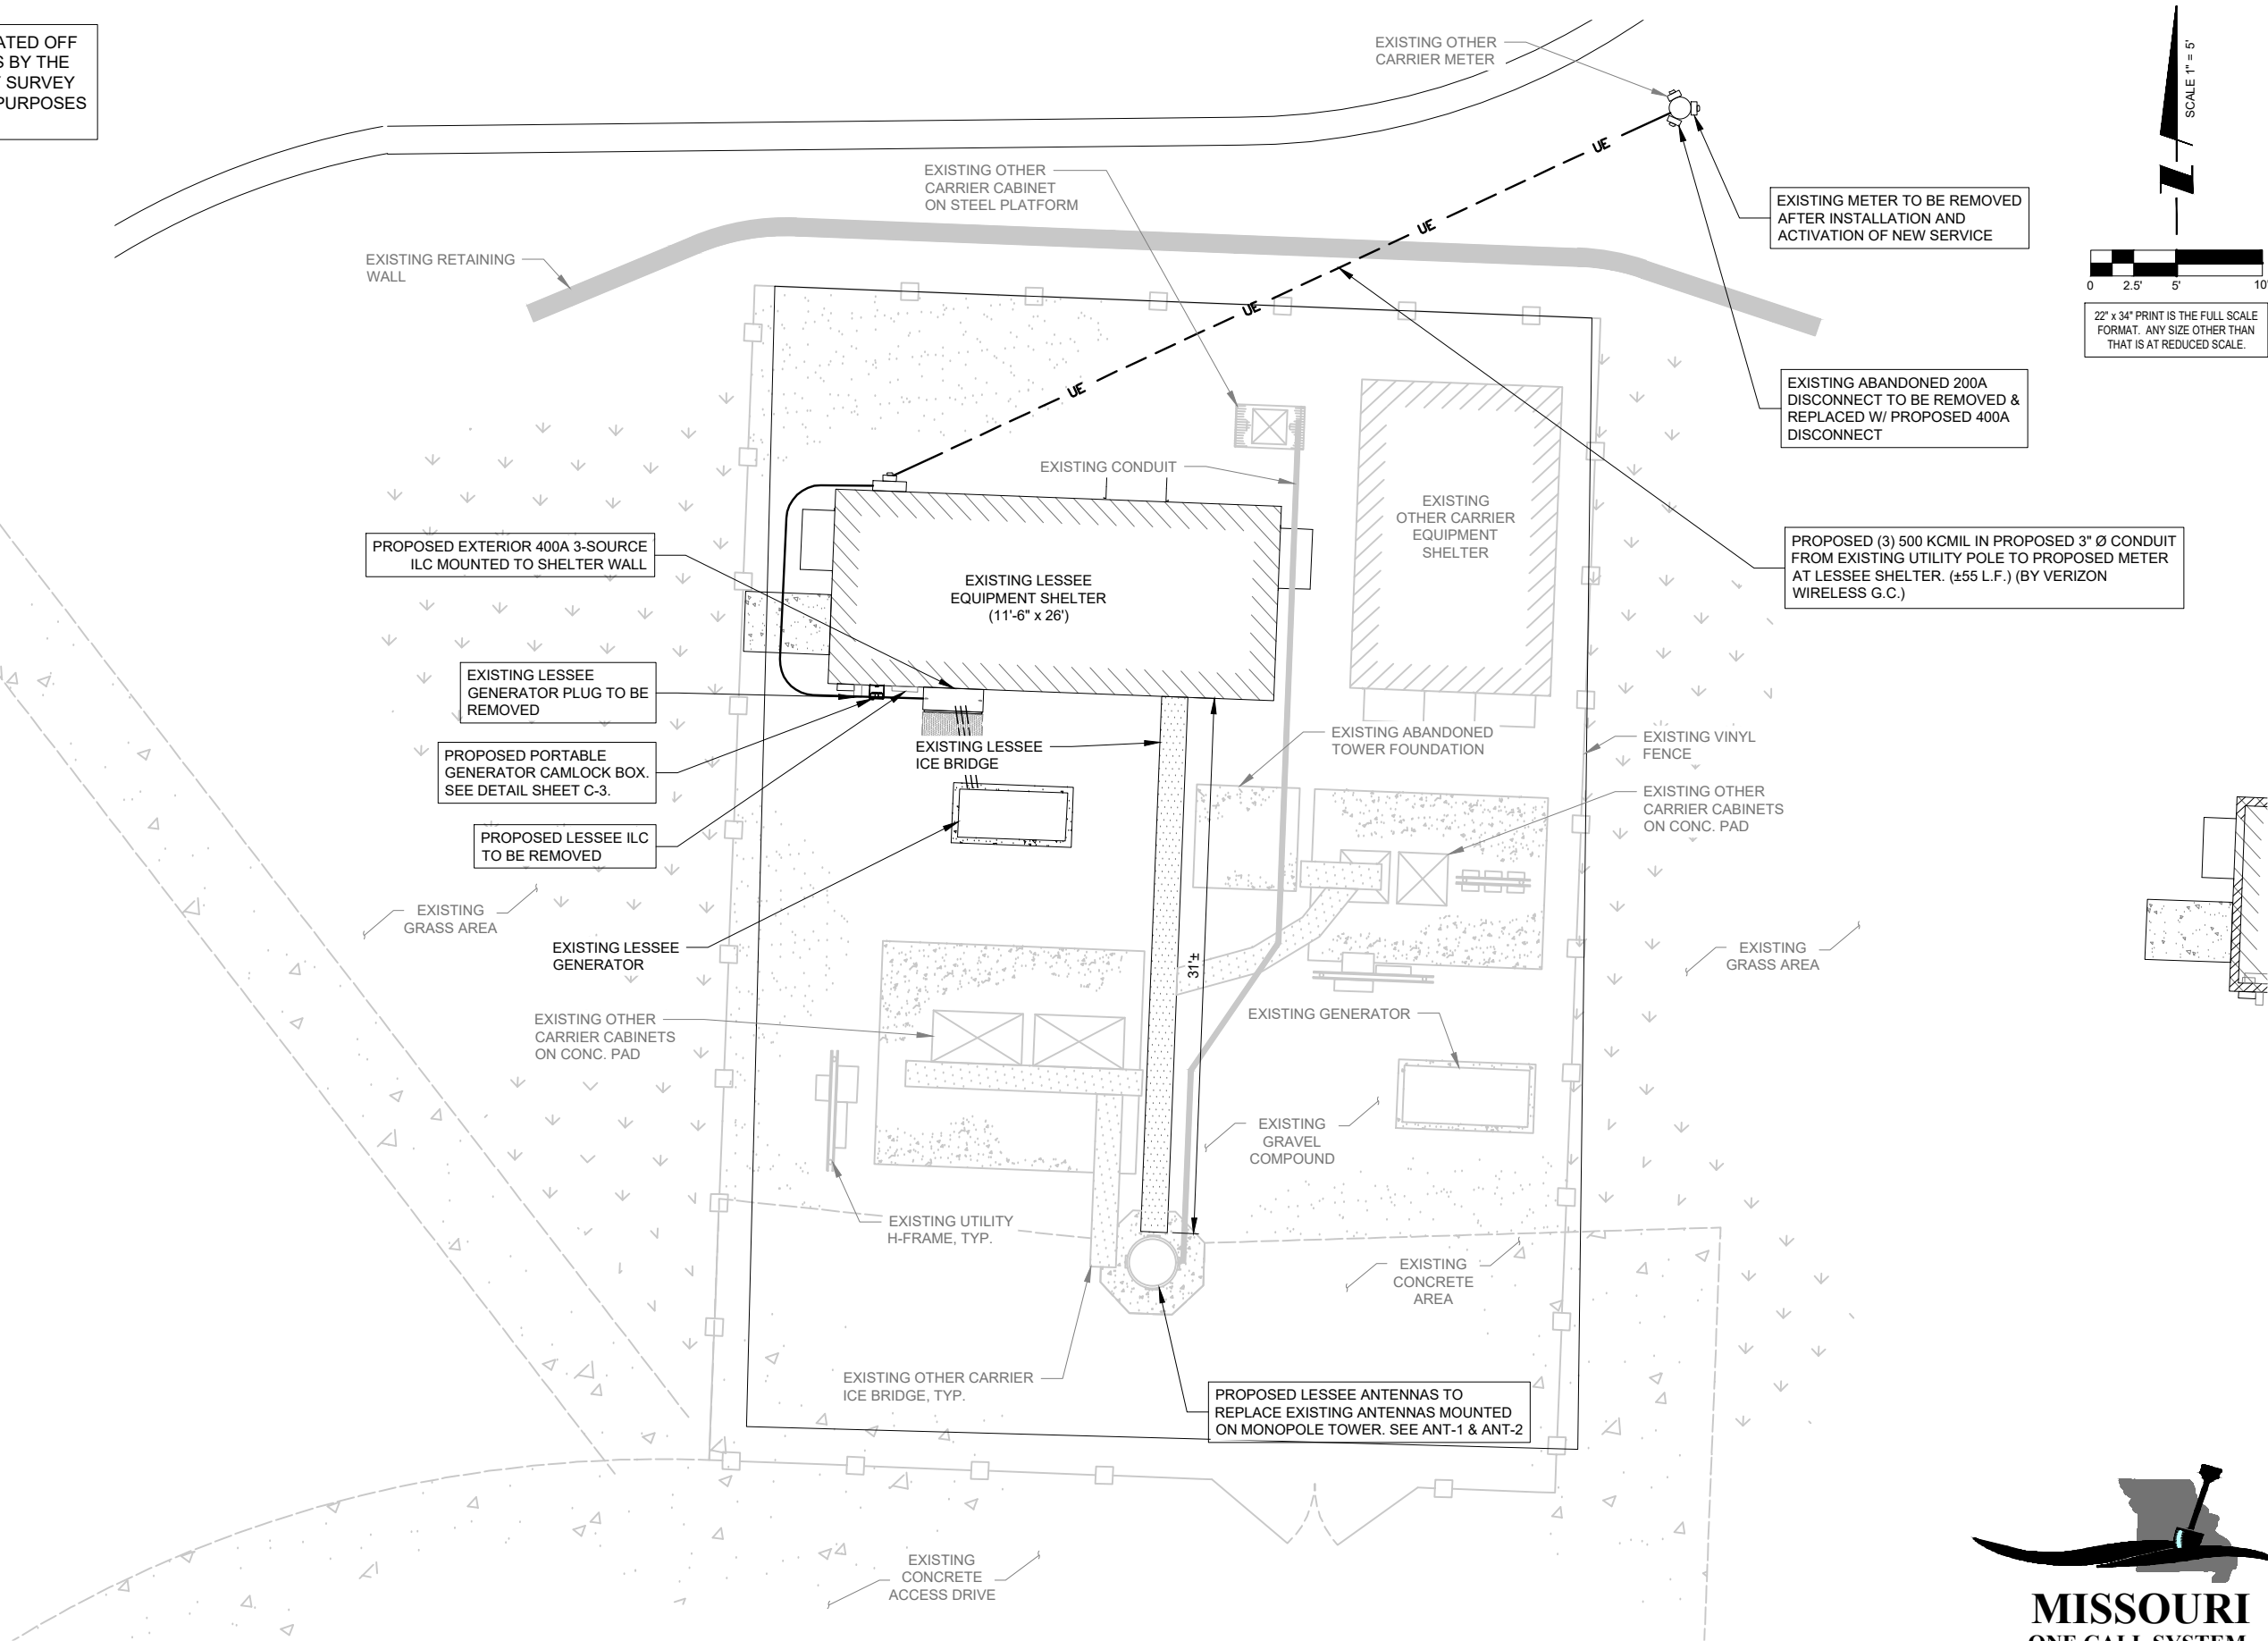 ATED OFF
S BY THE
SURVEY
PURPOSES
EXISTING OTHER
CARRIER METER
SCALE 1" = 5'
0 2.5' 5' 10'
22" x 34" PRINT IS THE FULL SCALE
FORMAT. ANY SIZE OTHER THAN
THAT IS AT REDUCED SCALE.
EXISTING OTHER
CARRIER CABINET
ON STEEL PLATFORM
UE
UE
UE
UE
EXISTING METER TO BE REMOVED
AFTER INSTALLATION AND
ACTIVATION OF NEW SERVICE
EXISTING RETAINING
WALL
EXISTING ABANDONED 200A
DISCONNECT TO BE REMOVED &
REPLACED W/ PROPOSED 400A
DISCONNECT
EXISTING CONDUIT
EXISTING
OTHER CARRIER
EQUIPMENT
SHELTER
PROPOSED EXTERIOR 400A 3-SOURCE
ILC MOUNTED TO SHELTER WALL
EXISTING LESSEE
EQUIPMENT SHELTER
(11'-6" x 26')
PROPOSED (3) 500 KCMIL IN PROPOSED 3" Ø CONDUIT
FROM EXISTING UTILITY POLE TO PROPOSED METER
AT LESSEE SHELTER. (±55 L.F.) (BY VERIZON
WIRELESS G.C.)
EXISTING LESSEE
GENERATOR PLUG TO BE
REMOVED
PROPOSED PORTABLE
GENERATOR CAMLOCK BOX.
SEE DETAIL SHEET C-3.
EXISTING LESSEE
ICE BRIDGE
EXISTING ABANDONED
TOWER FOUNDATION
EXISTING VINYL
FENCE
EXISTING OTHER
CARRIER CABINETS
ON CONC. PAD
PROPOSED LESSEE ILC
TO BE REMOVED
EXISTING
GRASS AREA
EXISTING LESSEE
GENERATOR
31'±
EXISTING
GRASS AREA
EXISTING OTHER
CARRIER CABINETS
ON CONC. PAD
EXISTING GENERATOR
EXISTING
GRAVEL
COMPOUND
EXISTING UTILITY
H-FRAME, TYP.
EXISTING
CONCRETE
AREA
EXISTING OTHER CARRIER
ICE BRIDGE, TYP.
PROPOSED LESSEE ANTENNAS TO
REPLACE EXISTING ANTENNAS MOUNTED
ON MONOPOLE TOWER. SEE ANT-1 & ANT-2
EXISTING
CONCRETE
ACCESS DRIVE
MISSOURI
ONE CALL SYSTEM